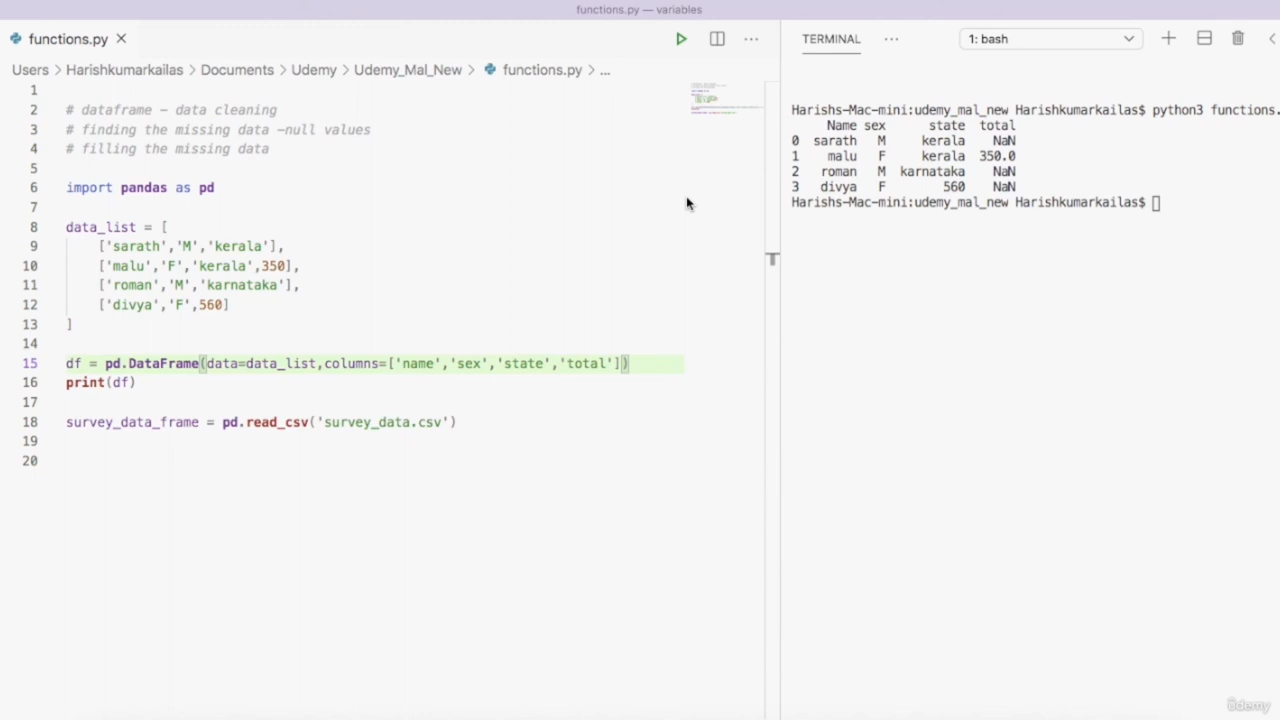 functions.py — variables
functions.py
TERMINAL
1: bash
Users > Harishkumarkailas > Documents > Udemy > Udemy_Mal_New > functions.py > ...
1
2 # dataframe - data cleaning
3 # finding the missing data -null values
4 # filling the missing data
5
6 import pandas as pd
7
8 data_list = [
9 ['sarath','M','kerala'],
10 ['malu','F','kerala',350],
11 ['roman','M','karnataka'],
12 ['divya','F',560]
13 ]
14
15 df = pd.DataFrame(data=data_list,columns=['name','sex','state','total'])
16 print(df)
17
18 survey_data_frame = pd.read_csv('survey_data.csv')
19
20
Harishs-Mac-mini:udemy_mal_new Harishkumarkailas$ python3 functions.
Name sex state total
0 sarath M kerala NaN
1 malu F kerala 350.0
2 roman M karnataka NaN
3 divya F 560 NaN
Harishs-Mac-mini:udemy_mal_new Harishkumarkailas$
Udemy